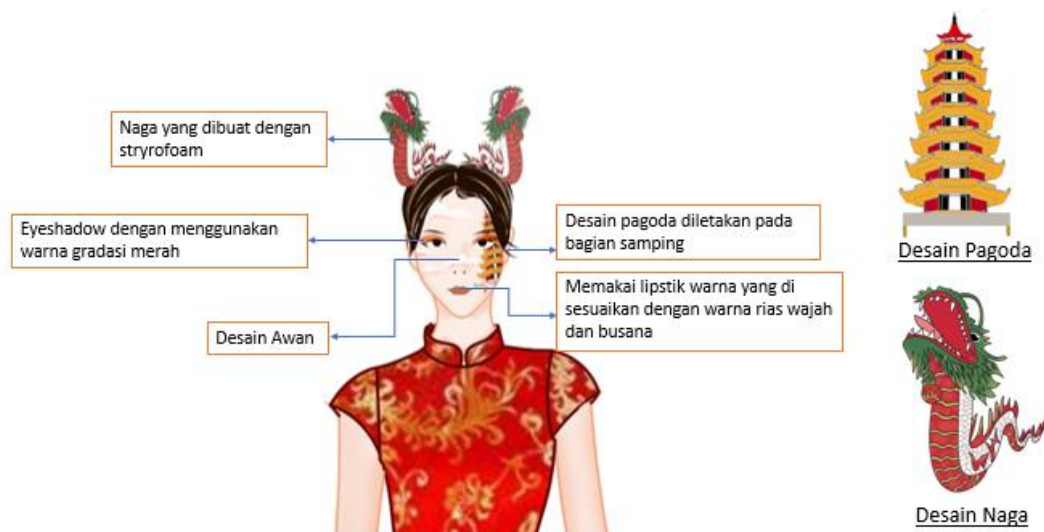 Naga yang dibuat dengan
stryrofoam
Eyeshadow dengan menggunakan
warna gradasi merah
Desain Awan
Desain pagoda diletakan pada
bagian samping
Memakai lipstik warna yang di
sesuaikan dengan warna rias wajah
dan busana
Desain Pagoda
Desain Naga